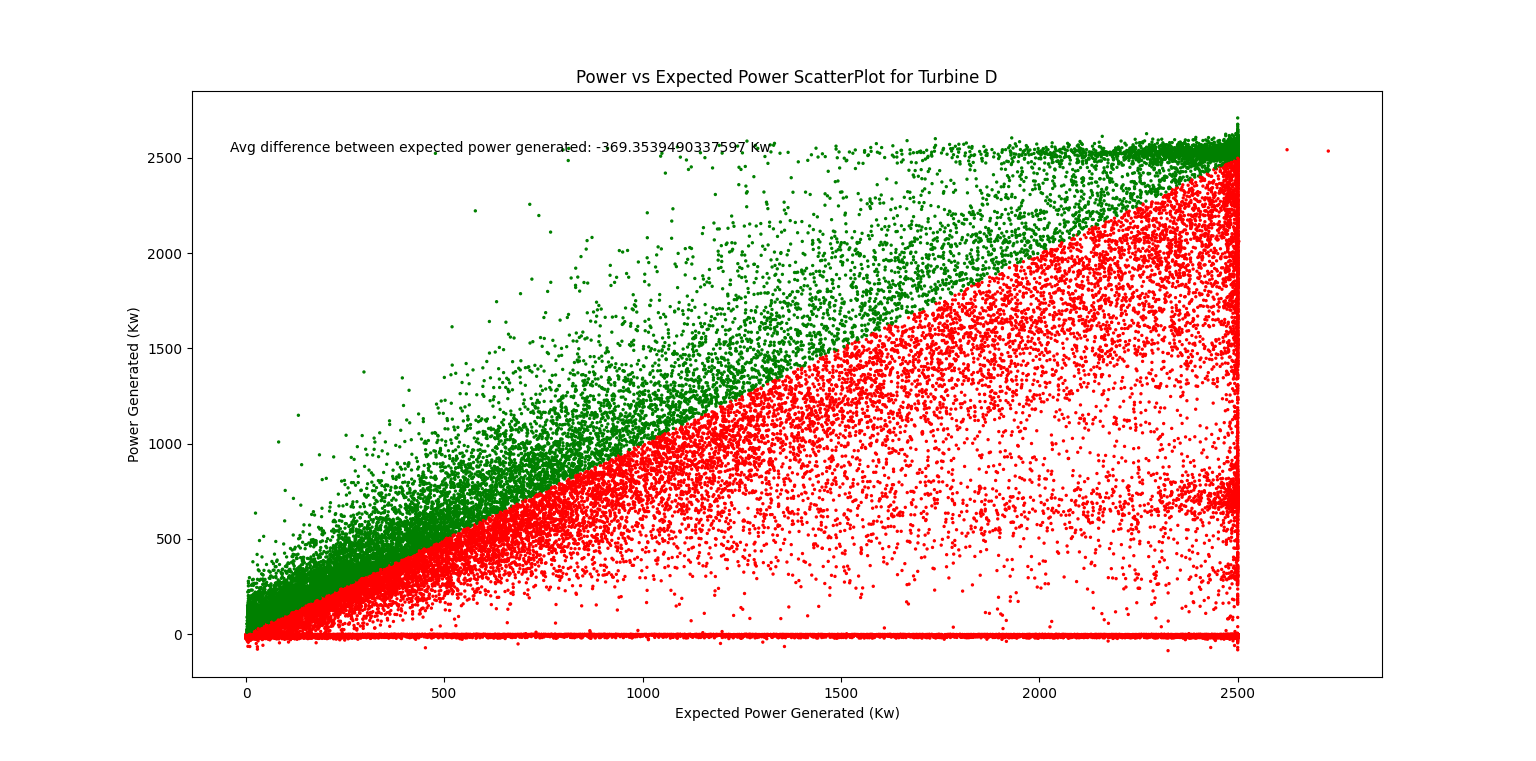 Power vs Expected Power ScatterPlot for Turbine D
Avg difference between expected power generated: -369.3539490337597 Kw
2500
2000
1500
1000
500
0
Power Generated (Kw)
0 500 1000 1500 2000 2500
Expected Power Generated (Kw)